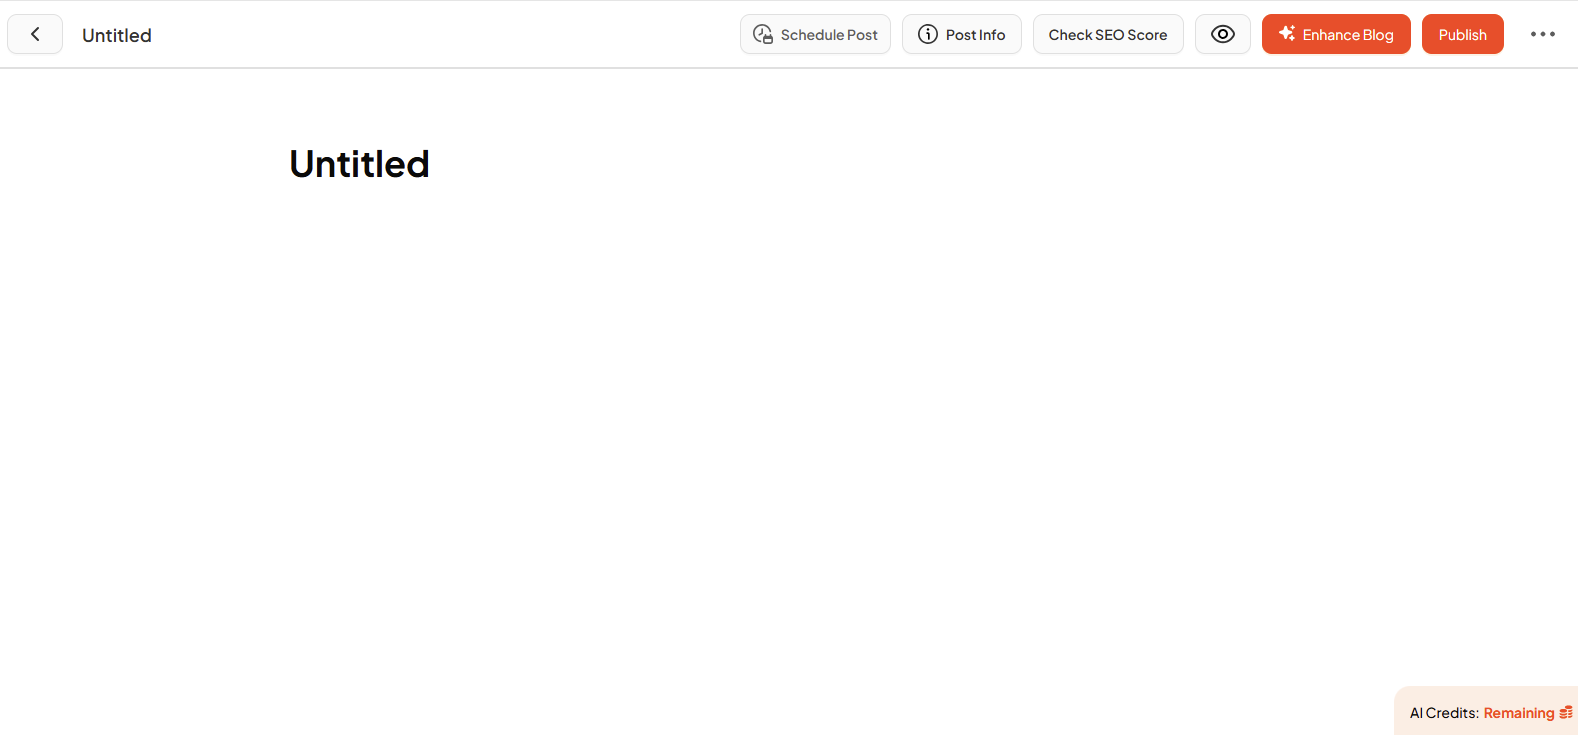 Untitled
Schedule Post
Post Info
Check SEO Score
Enhance Blog
Publish
Untitled
AI Credits: Remaining